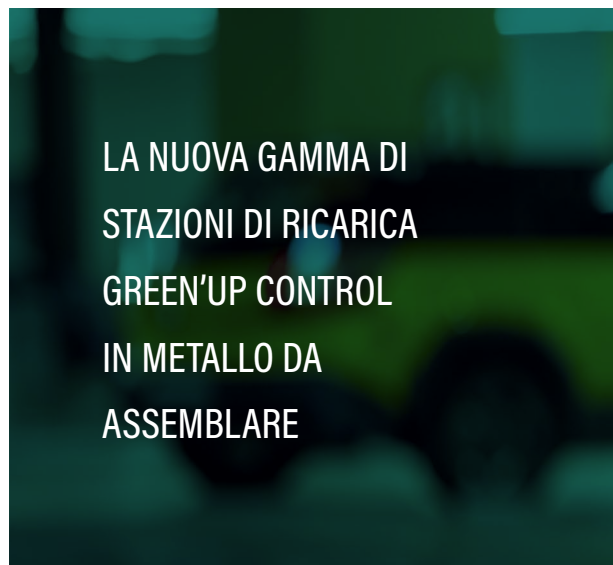 LA NUOVA GAMMA DI
STAZIONI DI RICARICA
GREEN’UP CONTROL
IN METALLO DA
ASSEMBLARE